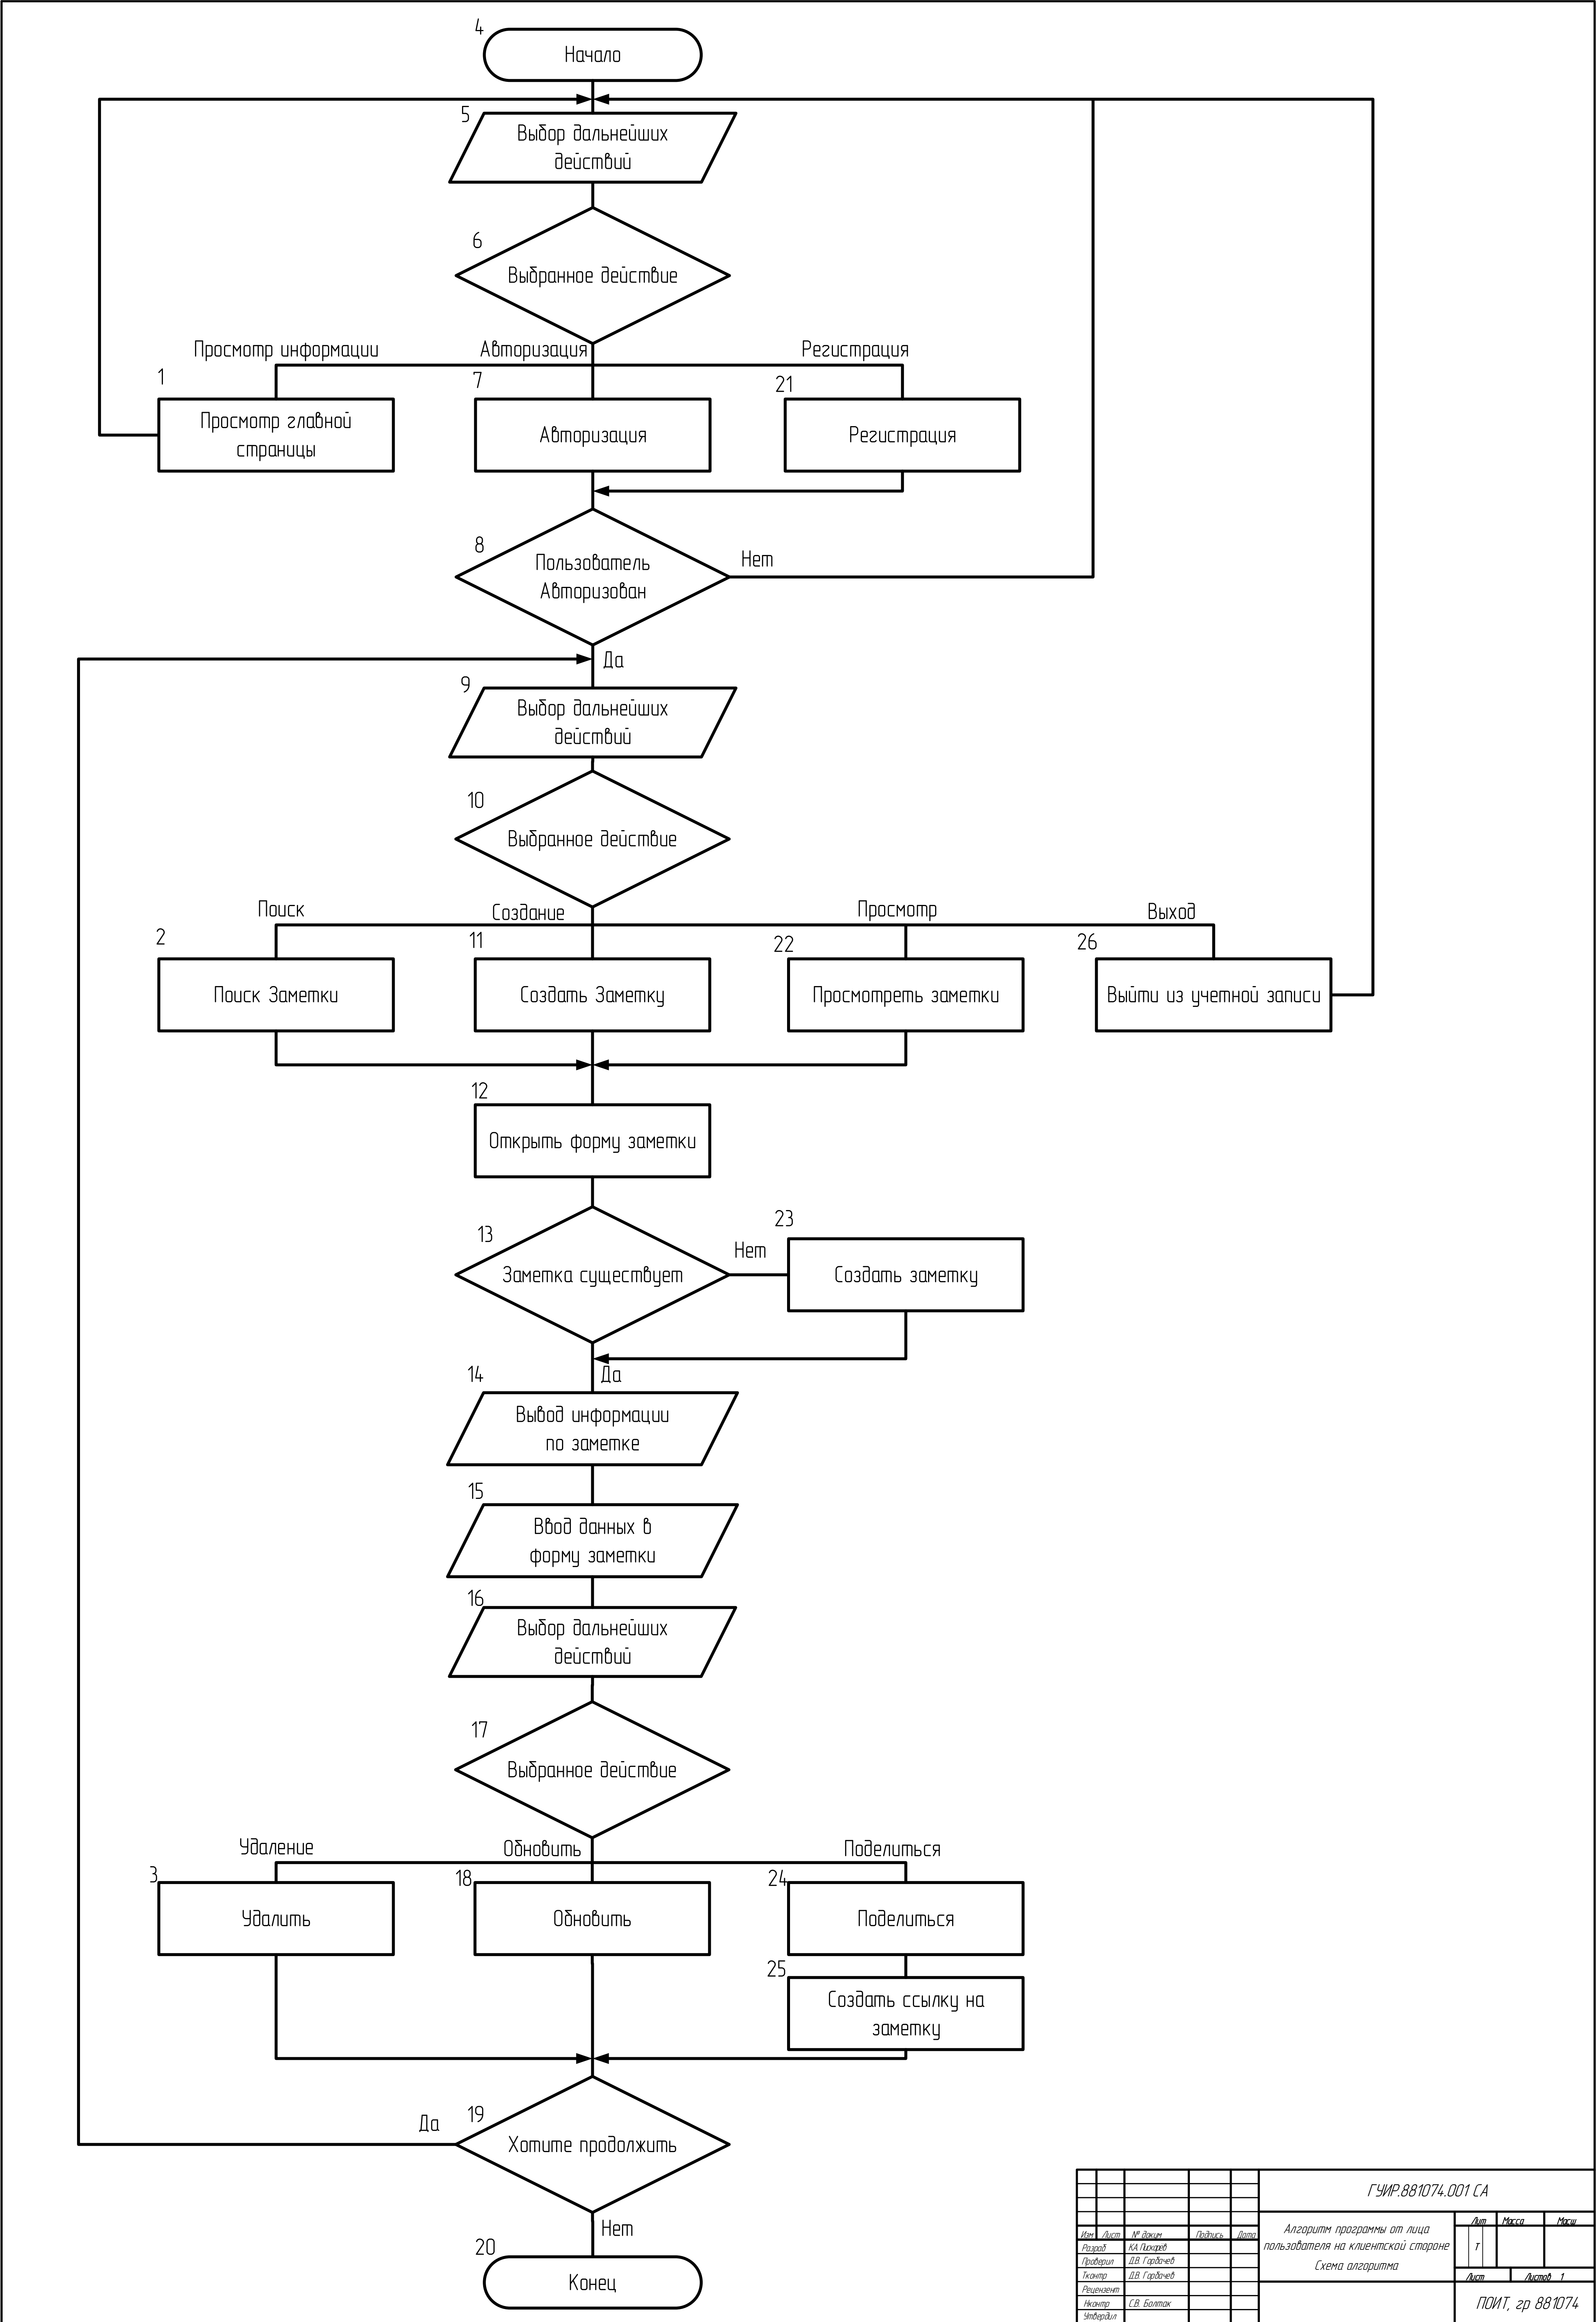 4
Начало
5
Выбор дальнейших
действий
6
Выбранное действие
Просмотр информации
Авторизация
Регистрация
1
7
21
Просмотр главной
страницы
Авторизация
Регистрация
8
Пользователь
Авторизован
Нет
Да
9
Выбор дальнейших
действий
10
Выбранное действие
Поиск
Создание
Просмотр
Выход
2
11
22
26
Поиск Заметки
Создать Заметку
Просмотреть заметки
Выйти из учетной записи
12
Открыть форму заметки
13
Заметка существует
Нет
23
Создать заметку
Да
14
Вывод информации
по заметке
15
Ввод данных в
форму заметки
16
Выбор дальнейших
действий
17
Выбранное действие
Удаление
Обновить
Поделиться
3
18
24
Удалить
Обновить
Поделиться
25
Создать ссылку на
заметку
19
Хотите продолжить
Да
Нет
20
Конец
ГУИР.881074.001 СА
Алгоритм программы от лица
пользователя на клиентской стороне
Схема алгоритма
Лит Масса Масш
Т
Лист Листов 1
ПОИТ, гр 881074
Изм Лист № докум Подпись Дата
Разраб К.А. Пискарев
Проверил Д.В. Горбачев
Т.контр Д.В. Горбачев
Рецензент
Н.контр С.В. Болтак
Утвердил